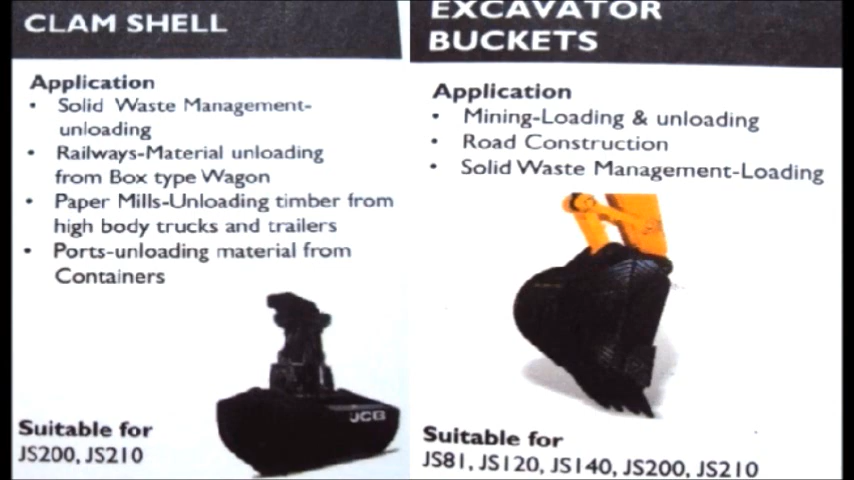 CLAM SHELL
Application
• Solid Waste Management-
unloading
• Railways-Material unloading
from Box type Wagon
• Paper Mills-Unloading timber from
high body trucks and trailers
• Ports-unloading material from
Containers
JCB
Suitable for
JS200, JS210
EXCAVATOR
BUCKETS
Application
• Mining-Loading & unloading
• Road Construction
• Solid Waste Management-Loading
Suitable for
JS81, JS120, JS140, JS200, JS210